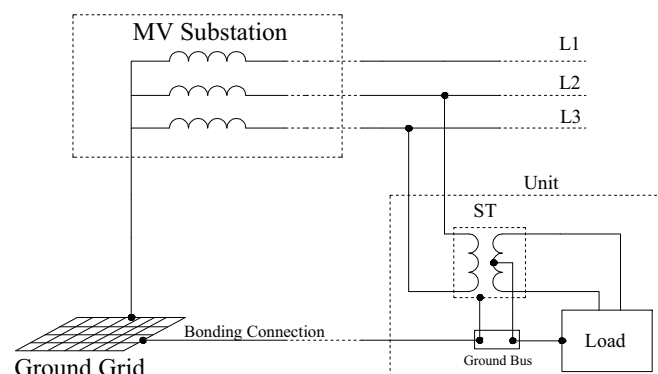 MV Substation
L1
L2
L3
Unit
ST
Bonding Connection
Load
Ground Bus
Ground Grid